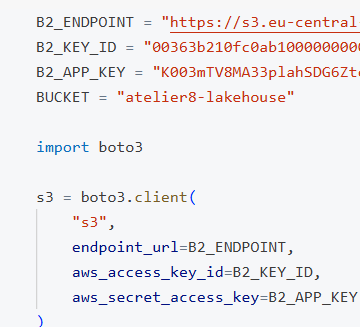 B2_ENDPOINT = "https://s3.eu-central-
B2_KEY_ID = "00363b210fc0ab1000000000
B2_APP_KEY = "K003mTV8MA33plahSDG6Zt
BUCKET = "atelier8-lakehouse"
import boto3
s3 = boto3.client(
"s3",
endpoint_url=B2_ENDPOINT,
aws_access_key_id=B2_KEY_ID,
aws_secret_access_key=B2_APP_KEY
)